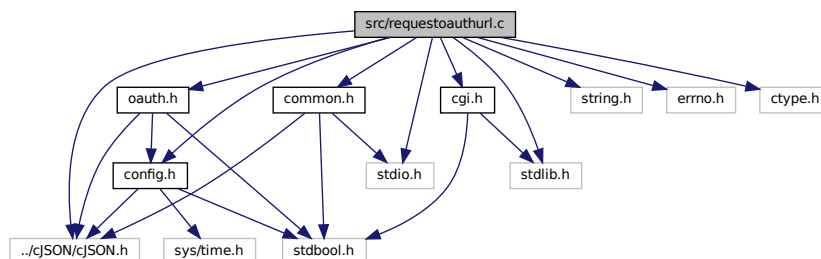 src/requestoauthurl.c
oauth.h
common.h
cgi.h
string.h
errno.h
ctype.h
config.h
stdio.h
stdlib.h
../cJSON/cJSON.h
sys/time.h
stdbool.h